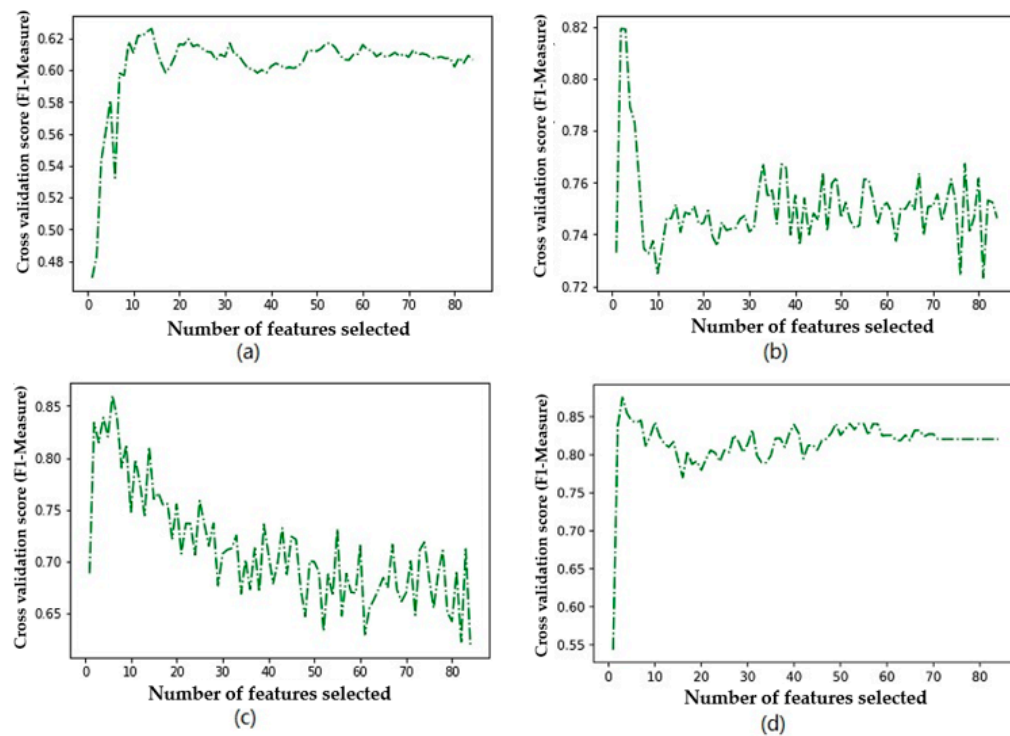 Cross validation score (F1-Measure)
0.62
0.60
0.58
0.56
0.54
0.52
0.50
0.48
0 10 20 30 40 50 60 70 80
Number of features selected
(a)
Cross validation score (F1-Measure)
0.82
0.80
0.78
0.76
0.74
0.72
0 10 20 30 40 50 60 70 80
Number of features selected
(b)
Cross validation score (F1-Measure)
0.85
0.80
0.75
0.70
0.65
0 10 20 30 40 50 60 70 80
Number of features selected
(c)
Cross validation score (F1-Measure)
0.85
0.80
0.75
0.70
0.65
0.60
0.55
0 10 20 30 40 50 60 70 80
Number of features selected
(d)